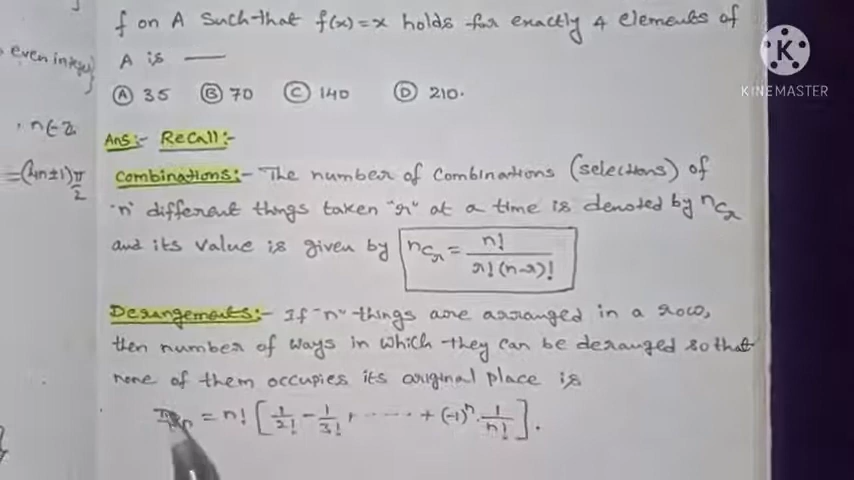 f on A such that f(x)=x holds for exactly 4 elements of
even integ
A is —
Ⓐ 35 Ⓑ 70 Ⓒ 140 Ⓓ 210.
Ans:- Recall:-
=(4n±1)π/2
Combinations:- The number of Combinations (selections) of
'n' different things taken "r" at a time is denoted by nCr
and its value is given by nCr = n!/r!(n-r)!
Derangements:- If "n" things are arranged in a row,
then number of ways in which they can be deranged so that
none of them occupies its original place is
= n! [1/2! - 1/3! + ...... + (-1)^n . 1/n!].
K
KINEMASTER